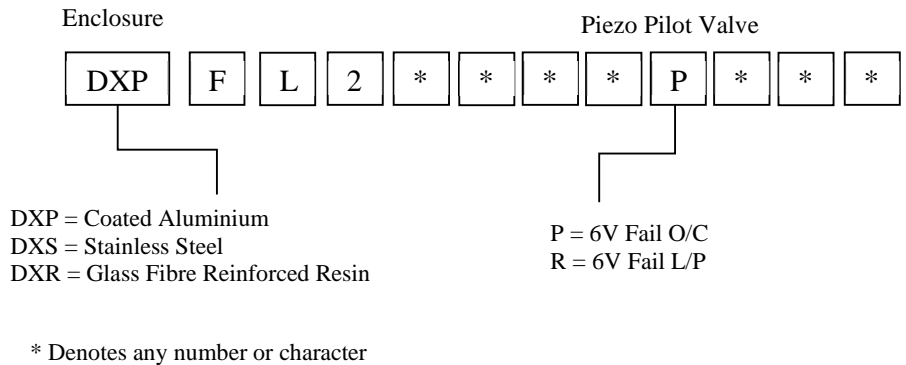 Enclosure
Piezo Pilot Valve
DXP F L 2 * * * * P * * *
DXP = Coated Aluminium
DXS = Stainless Steel
DXR = Glass Fibre Reinforced Resin
P = 6V Fail O/C
R = 6V Fail L/P
* Denotes any number or character